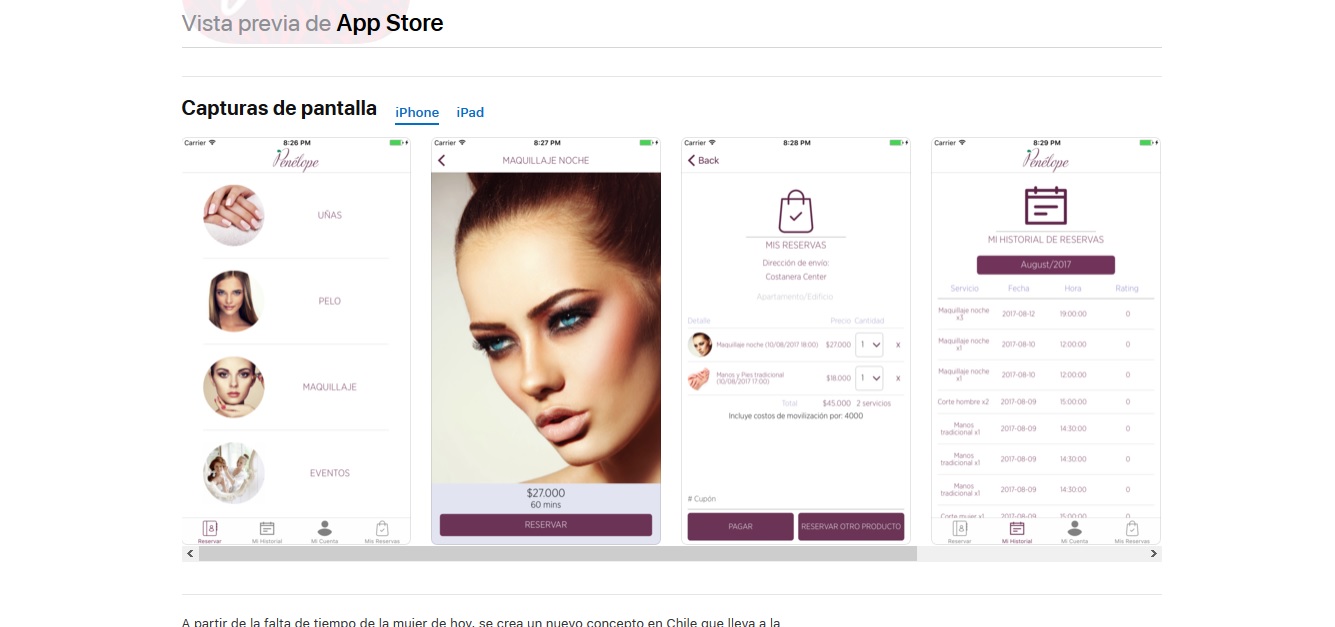 Vista previa de App Store
Capturas de pantalla iPhone iPad
Carrier 8:26 PM
Penélope
UÑAS
PELO
MAQUILLAJE
EVENTOS
Reservar Mi Historial Mi Cuenta Mis Reservas
Carrier 8:27 PM
MAQUILLAJE NOCHE
$27.000
60 mins
RESERVAR
Carrier 8:28 PM
Back
MIS RESERVAS
Dirección de envío:
Costanera Center
Apartamento/Edificio
Detalle Precio Cantidad
Maquillaje noche (10/08/2017 18:00) $27.000 1 x
Manos y Pies tradicional
(10/08/2017 17:00) $18.000 1 x
Total $45.000 2 servicios
Incluye costos de movilización por: 4000
# Cupón
PAGAR RESERVAR OTRO PRODUCTO
Carrier 8:29 PM
Penélope
MI HISTORIAL DE RESERVAS
August/2017
Servicio Fecha Hora Rating
Maquillaje noche
x3 2017-08-12 19:00:00 0
Maquillaje noche
x1 2017-08-10 12:00:00 0
Maquillaje noche
x1 2017-08-10 12:00:00 0
Corte hombre x2 2017-08-09 15:00:00 0
Manos
tradicional x1 2017-08-09 14:30:00 0
Manos
tradicional x1 2017-08-09 14:30:00 0
Manos
tradicional x1 2017-08-09 14:30:00 0
Corte mujer x1 2017-08-09 15:00:00 0
Reservar Mi Historial Mi Cuenta Mis Reservas
A partir de la falta de tiempo de la mujer de hoy, se crea un nuevo concepto en Chile que lleva a la